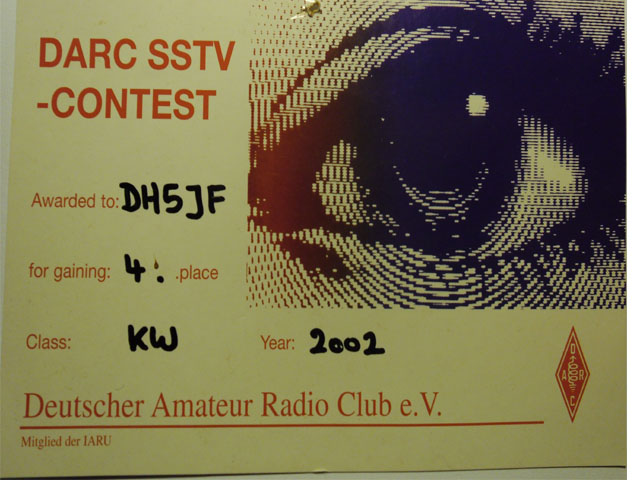 DARC SSTV
-CONTEST
Awarded to: DH5JF
for gaining: 4. .place
Class: KW
Year: 2002
D
A R
C
Deutscher Amateur Radio Club e.V.
Mitglied der IARU